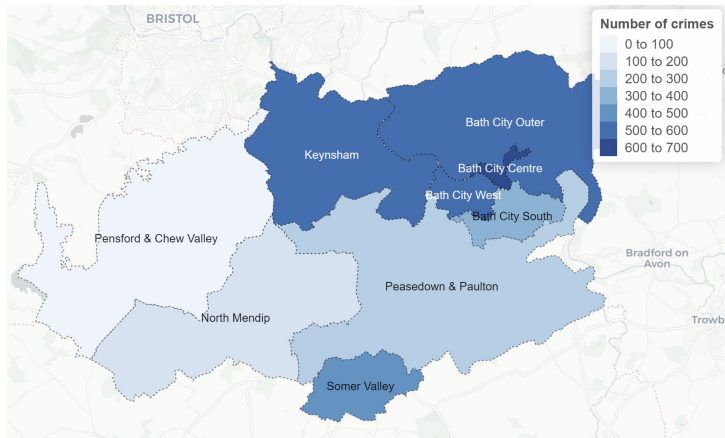 BRISTOL
Number of crimes
0 to 100
100 to 200
200 to 300
300 to 400
400 to 500
500 to 600
600 to 700
Bath City Outer
Keynsham
Bath City Centre
Bath City West
Bath City South
Pensford & Chew Valley
Bradford on
Avon
Peasedown & Paulton
North Mendip
Trowb
Somer Valley